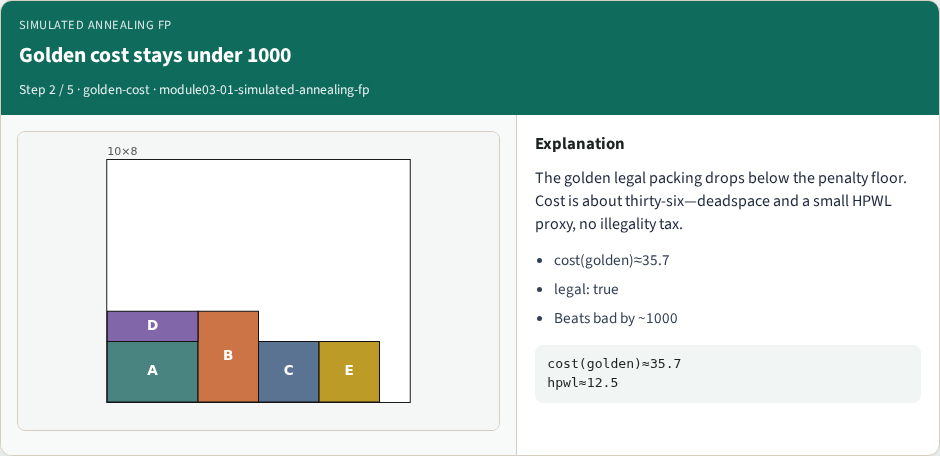 SIMULATED ANNEALING FP
Golden cost stays under 1000
Step 2 / 5 · golden-cost · module03-01-simulated-annealing-fp
10×8
D
A
B
C
E
Explanation
The golden legal packing drops below the penalty floor.
Cost is about thirty-six—deadspace and a small HPWL
proxy, no illegality tax.
• cost(golden)≈35.7
• legal: true
• Beats bad by ~1000
cost(golden)≈35.7
hpwl≈12.5